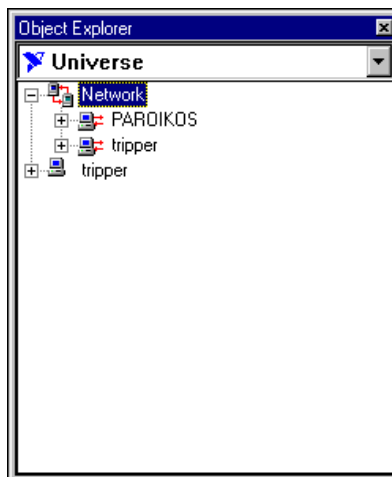 Object Explorer
Universe
Network
PAROIKOS
tripper
tripper